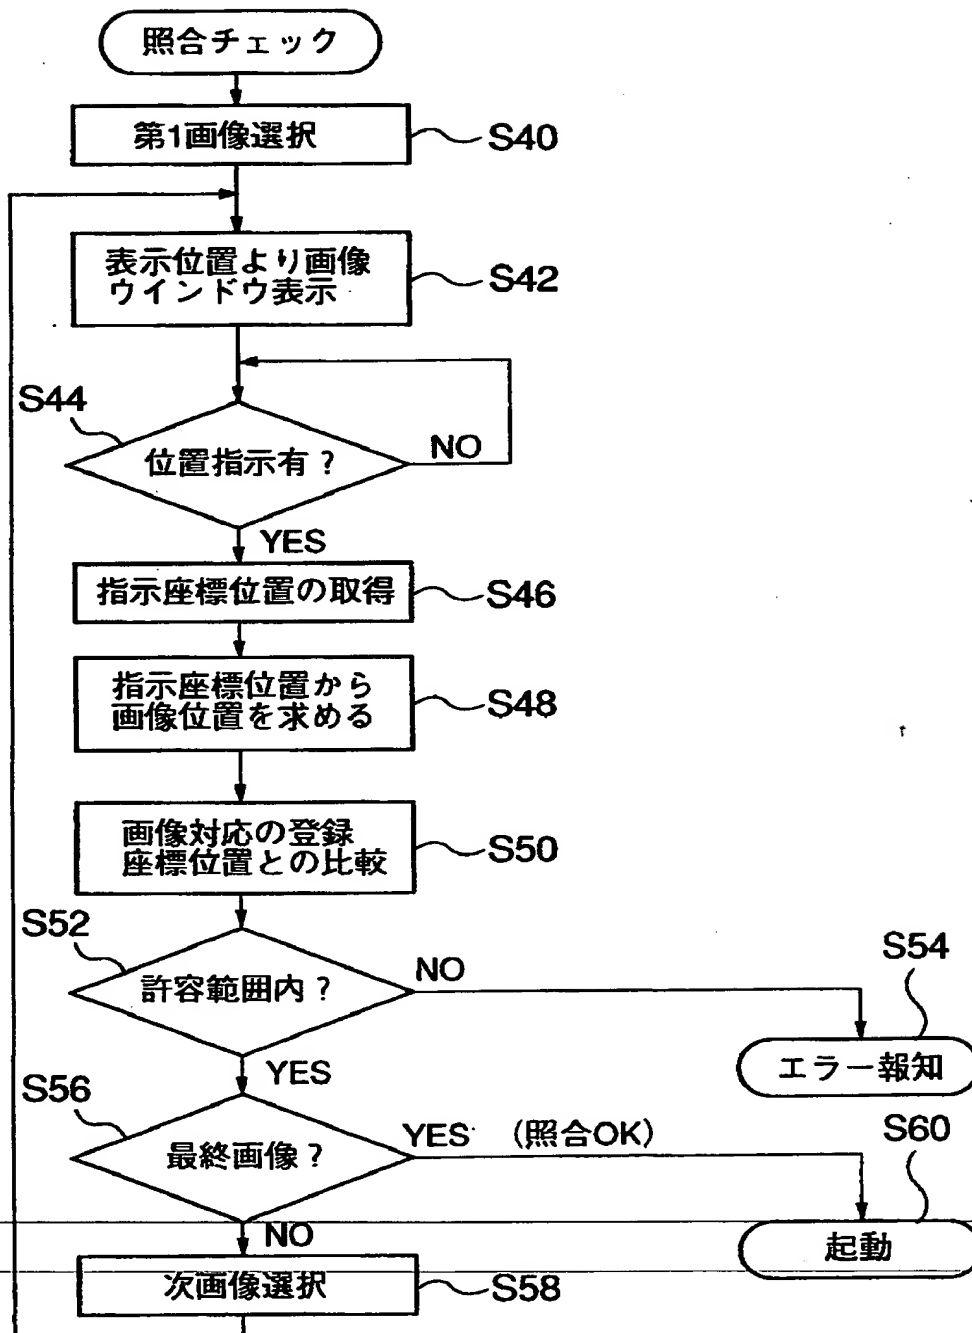 照合チェック
第1画像選択
S40
表示位置より画像
ウインドウ表示
S42
S44
位置指示有?
NO
YES
指示座標位置の取得
S46
指示座標位置から
画像位置を求める
S48
画像対応の登録
座標位置との比較
S50
S52
許容範囲内?
NO
S54
エラー報知
YES
S56
最終画像?
YES (照合OK)
S60
起動
NO
次画像選択
S58